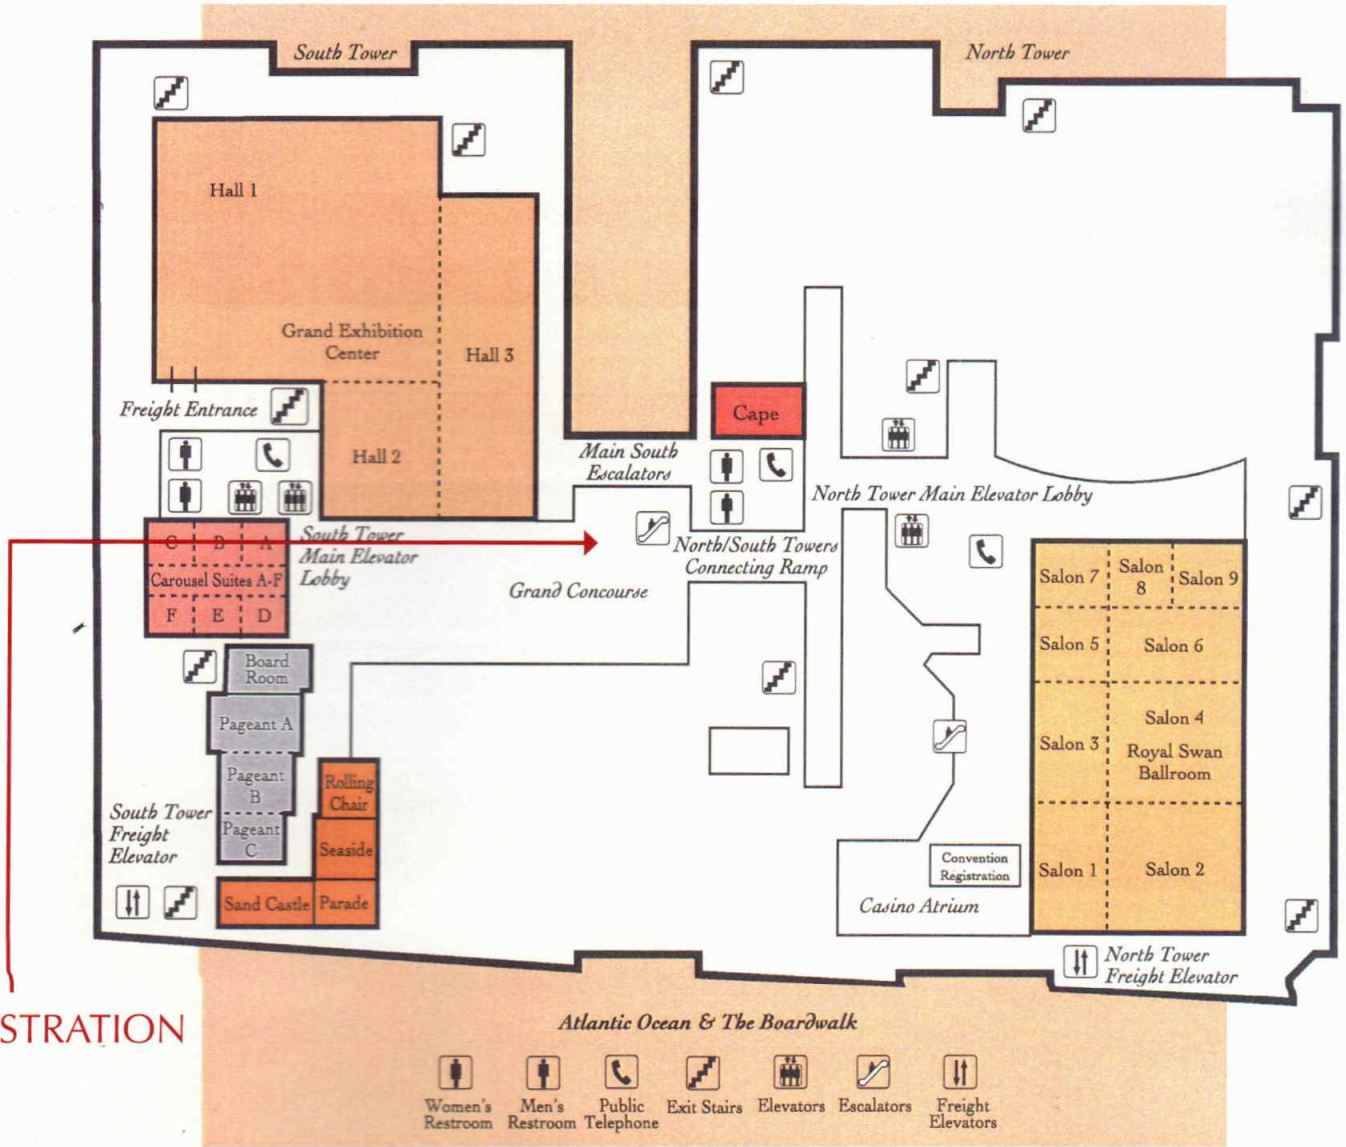 South Tower
North Tower
Hall 1
Grand Exhibition
Center
Hall 3
Freight Entrance
Cape
Hall 2
Main South
Escalators
North Tower Main Elevator Lobby
South Tower
Main Elevator
Lobby
North/South Towers
Connecting Ramp
C B A
Carousel Suites A-F
F E D
Grand Concourse
Salon 7
Salon
8
Salon 9
Salon 5
Salon 6
Board
Room
Pageant A
Pageant
B
Pageant
C
Salon 3
Salon 4
Royal Swan
Ballroom
Rolling
Chair
Seaside
South Tower
Freight
Elevator
Sand Castle
Parade
Convention
Registration
Salon 1
Salon 2
Casino Atrium
North Tower
Freight Elevator
STRATION
Atlantic Ocean & The Boardwalk
Women's
Restroom
Men's
Restroom
Public
Telephone
Exit Stairs
Elevators
Escalators
Freight
Elevators